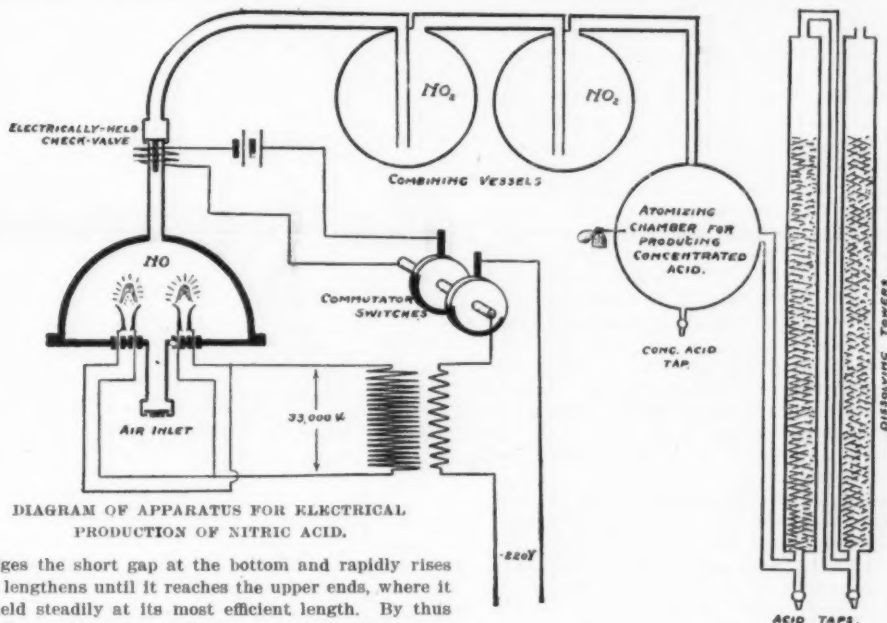 ELECTRICALLY-HELD
CHECK-VALVE
NO
AIR INLET
33,000 V.
COMMUTATOR
SWITCHES
220V
NO2
NO2
COMBINING VESSELS
ATOMIZING
CHAMBER FOR
PRODUCING
CONCENTRATED
ACID.
CONC. ACID
TAP.
DISSOLVING TOWERS
ACID TAPS.
DIAGRAM OF APPARATUS FOR ELECTRICAL
PRODUCTION OF NITRIC ACID.
ges the short gap at the bottom and rapidly rises
lengthens until it reaches the upper ends, where it
eld steadily at its most efficient length. By thus